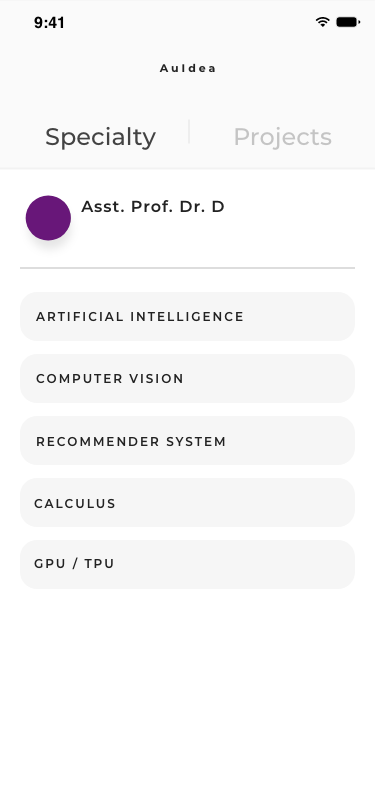 9:41
AuIdea
Specialty
Projects
Asst. Prof. Dr. D
ARTIFICIAL INTELLIGENCE
COMPUTER VISION
RECOMMENDER SYSTEM
CALCULUS
GPU / TPU